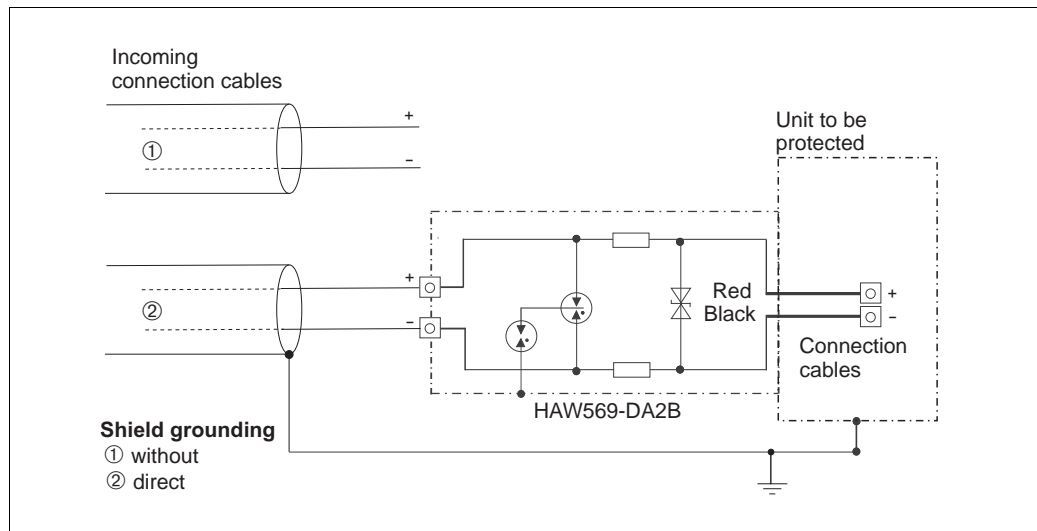 Incoming
connection cables
+
①
−
Unit to be
protected
+
②
−
Red
Black
+
−
Connection
cables
HAW569-DA2B
Shield grounding
① without
② direct